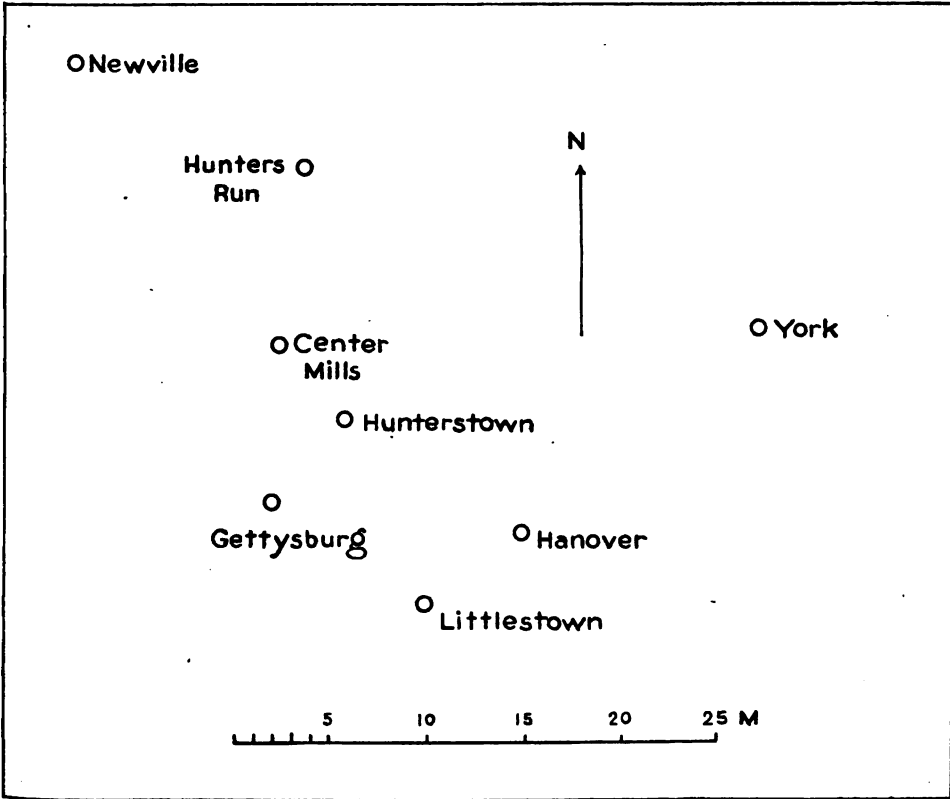 Newville
Hunters
Run
N
York
Center
Mills
Hunterstown
Gettysburg
Hanover
Littlestown
5 10 15 20 25 M